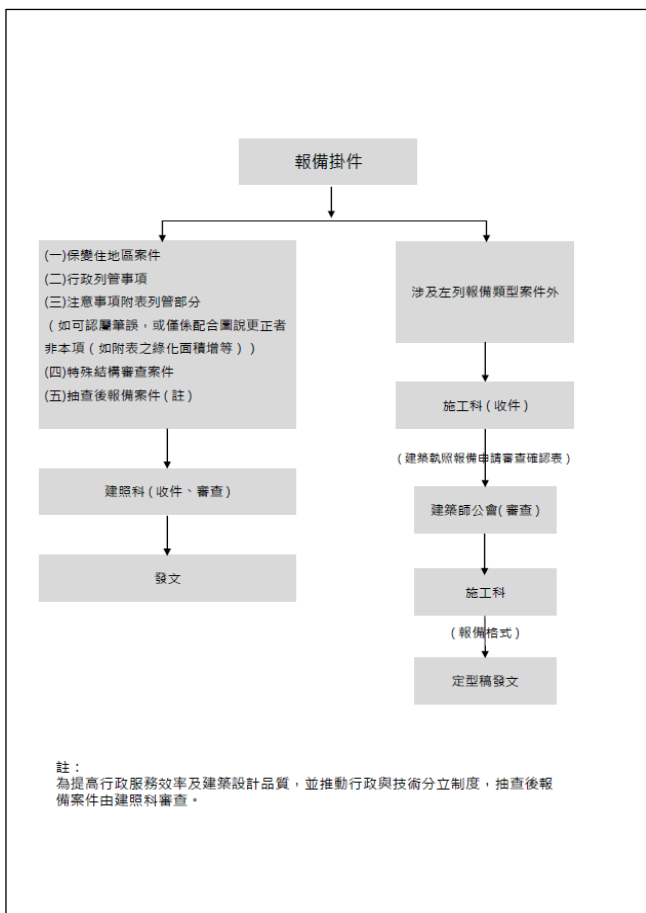 報備掛件
(一)保變住地區案件
(二)行政列管事項
(三)注意事項附表列管部分
（如可認屬筆誤，或僅係配合圖說更正者
非本項（如附表之綠化面積增等））
(四)特殊結構審查案件
(五)抽查後報備案件(註)
涉及左列報備類型案件外
施工科(收件)
(建築執照報備申請審查確認表)
建照科(收件、審查)
建築師公會(審查)
發文
施工科
(報備格式)
定型稿發文
註：
為提高行政服務效率及建築設計品質，並推動行政與技術分立制度，抽查後報
備案件由建照科審查。